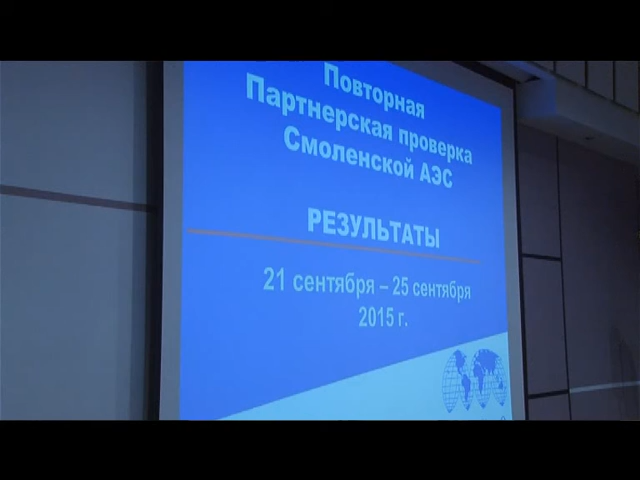 Повторная
Партнерская проверка
Смоленской АЭС
РЕЗУЛЬТАТЫ
21 сентября – 25 сентября
2015 г.